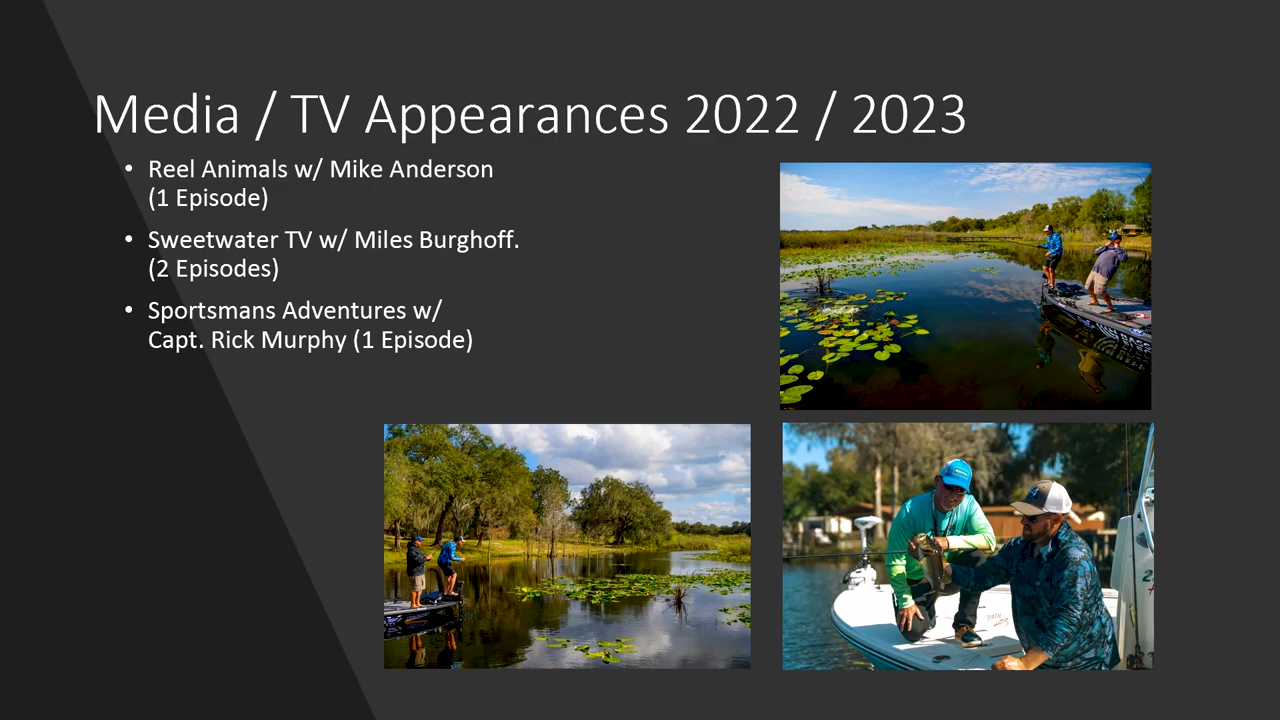 Media / TV Appearances 2022 / 2023
• Reel Animals w/ Mike Anderson
(1 Episode)
• Sweetwater TV w/ Miles Burghoff.
(2 Episodes)
• Sportsmans Adventures w/
Capt. Rick Murphy (1 Episode)
BASS